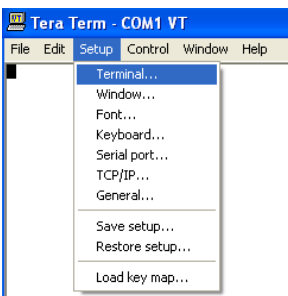 Tera Term - COM1 VT
File Edit Setup Control Window Help
Terminal...
Window...
Font...
Keyboard...
Serial port...
TCP/IP...
General...
Save setup...
Restore setup...
Load key map...